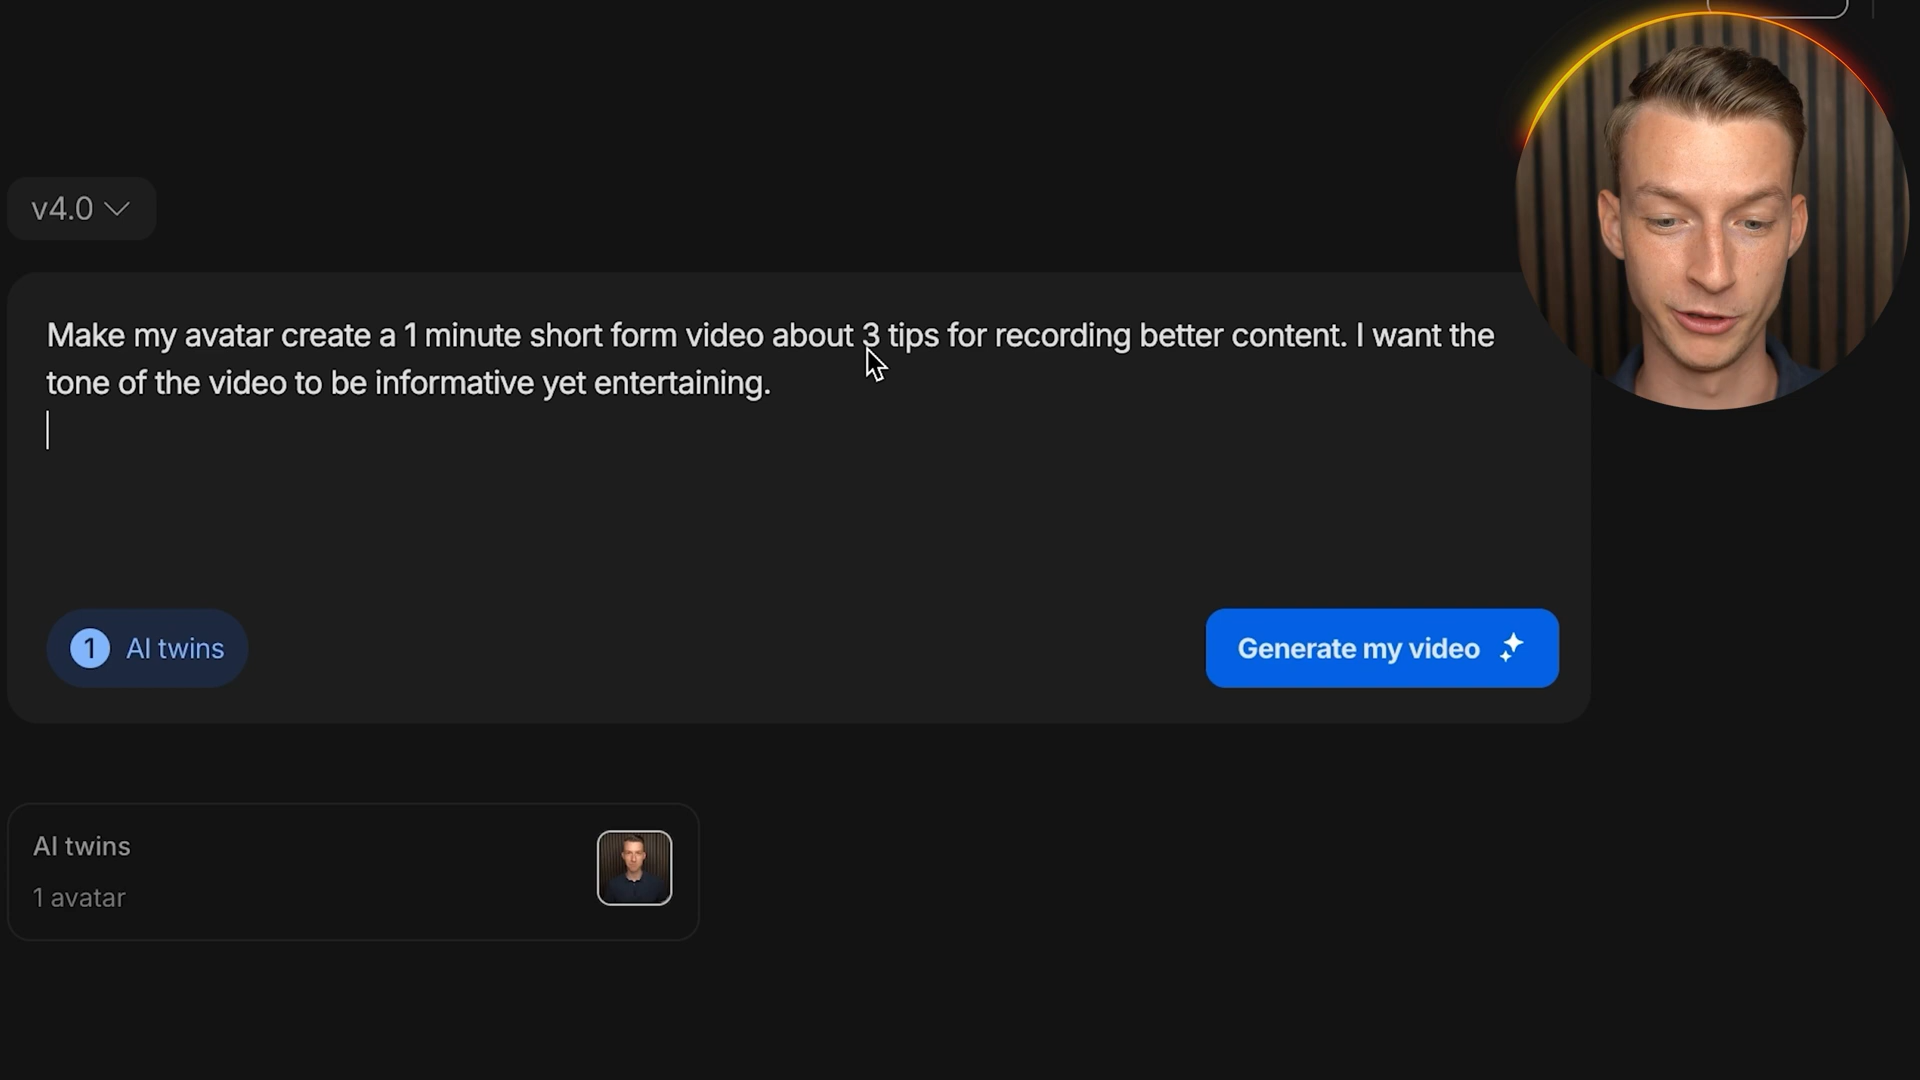 v4.0
Make my avatar create a 1 minute short form video about 3 tips for recording better content. I want the
tone of the video to be informative yet entertaining.
1 AI twins
Generate my video
AI twins
1 avatar